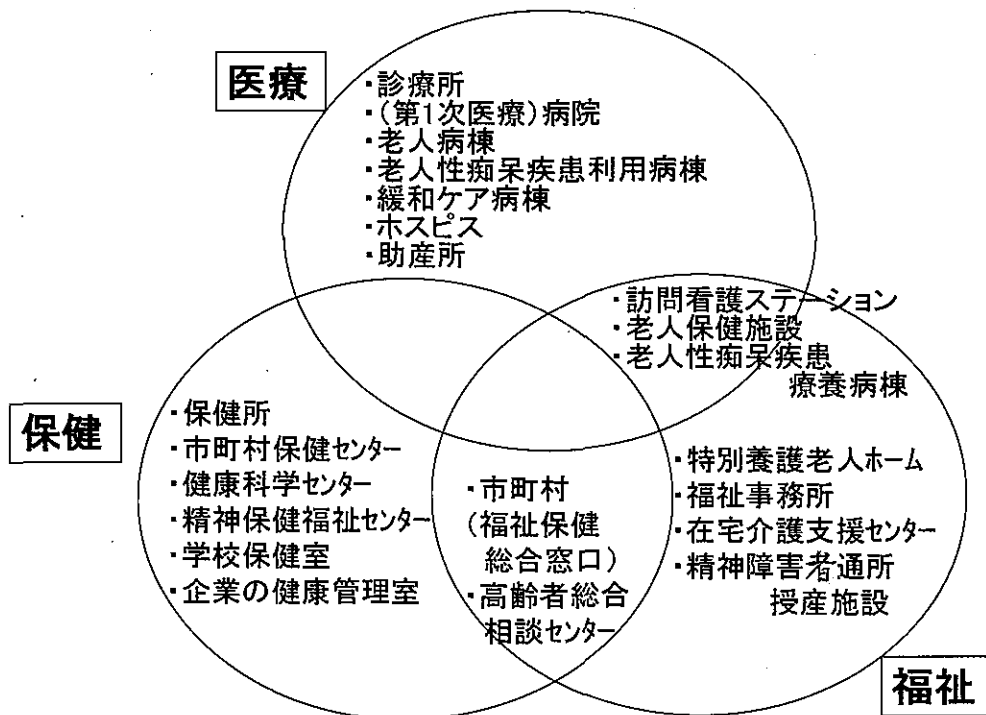 医療
・診療所
・(第1次医療)病院
・老人病棟
・老人性痴呆疾患利用病棟
・緩和ケア病棟
・ホスピス
・助産所
・訪問看護ステーション
・老人保健施設
・老人性痴呆疾患
療養病棟
保健
・保健所
・市町村保健センター
・健康科学センター
・精神保健福祉センター
・学校保健室
・企業の健康管理室
・市町村
(福祉保健
総合窓口)
・高齢者総合
相談センター
・特別養護老人ホーム
・福祉事務所
・在宅介護支援センター
・精神障害者通所
授産施設
福祉